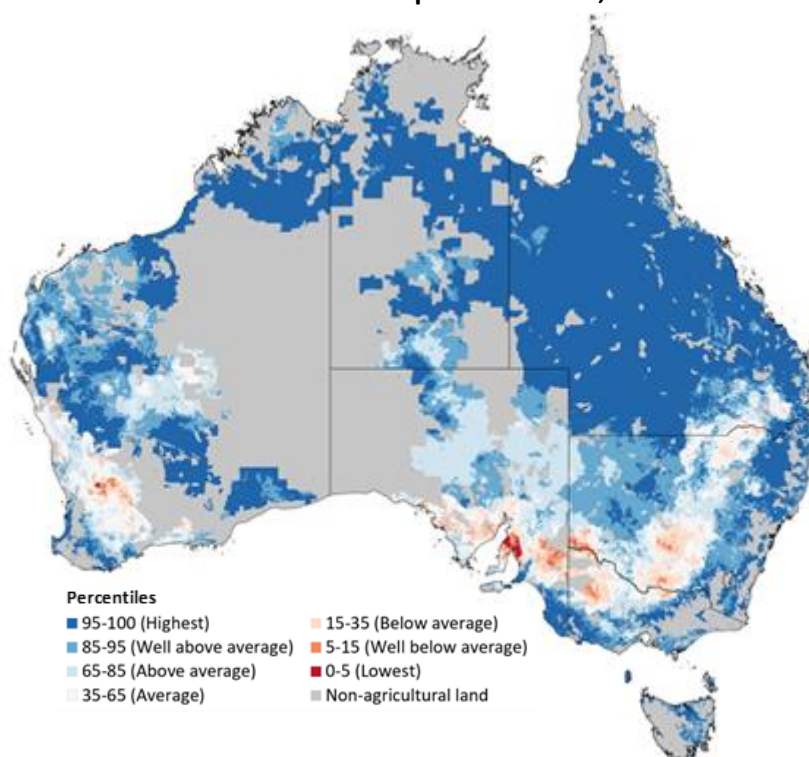 Percentiles
95-100 (Highest)
85-95 (Well above average)
65-85 (Above average)
35-65 (Average)
15-35 (Below average)
5-15 (Well below average)
0-5 (Lowest)
Non-agricultural land